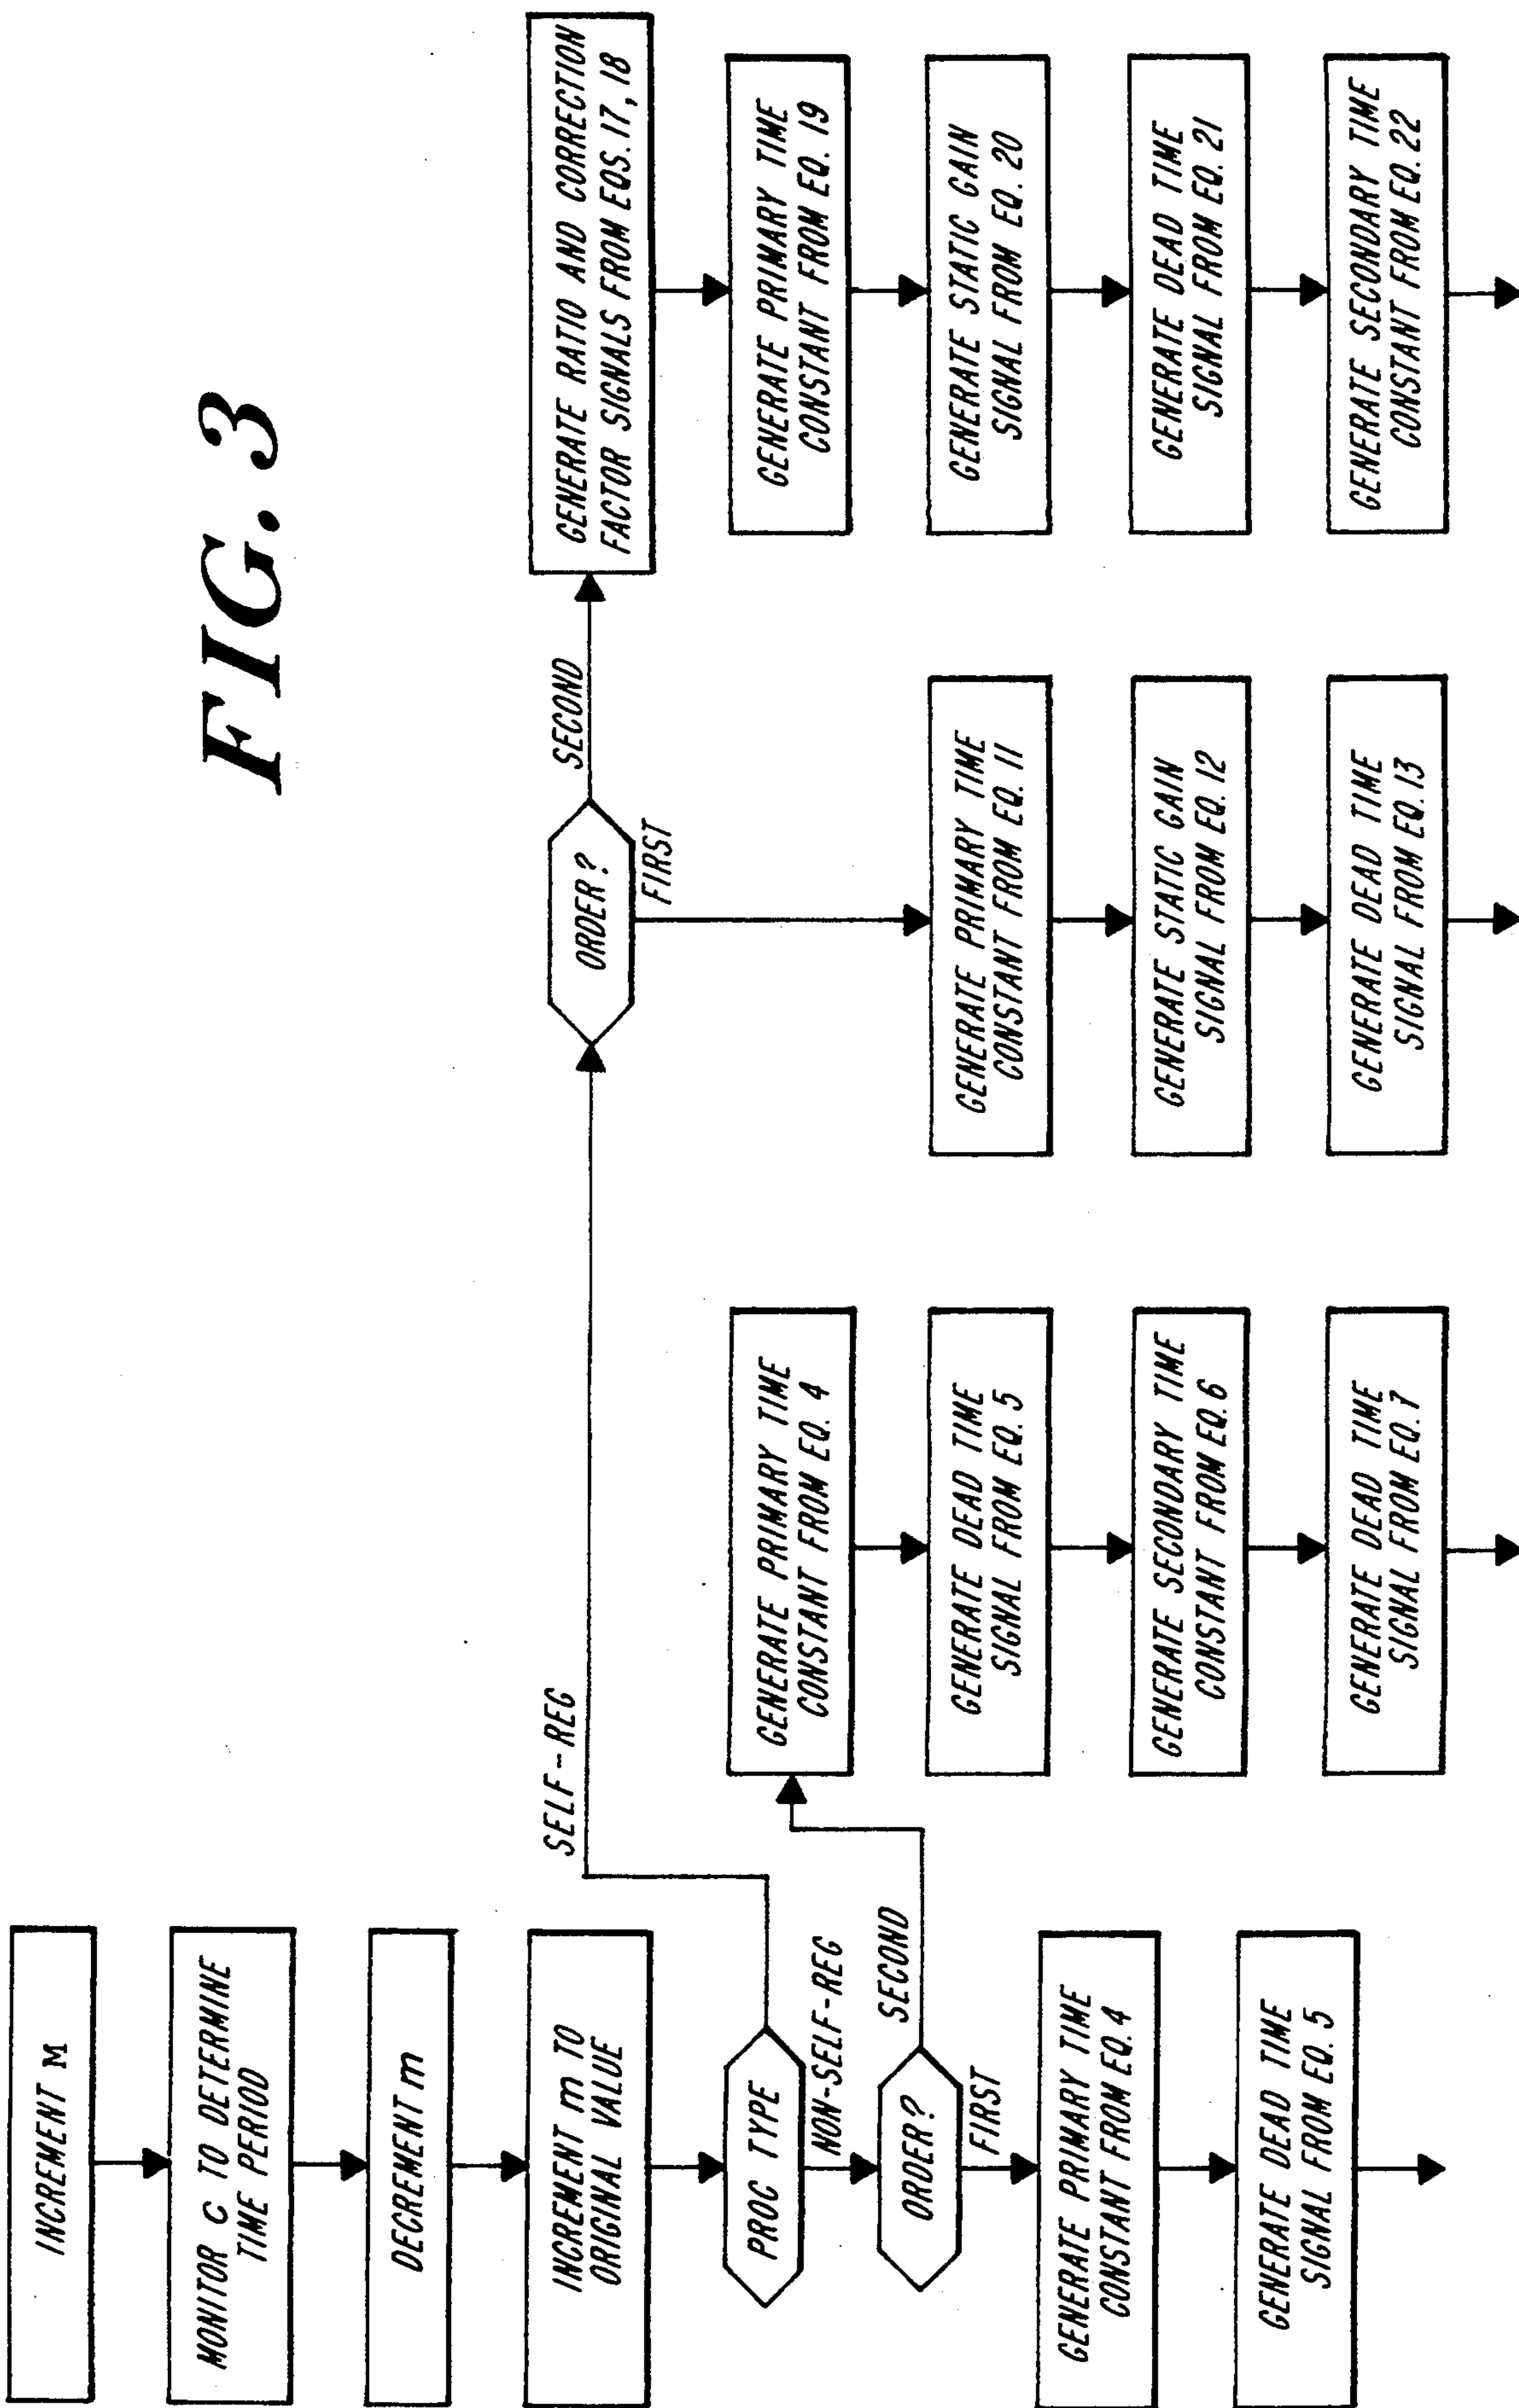 FIG. 3
INCREMENT M
MONITOR C TO DETERMINE
TIME PERIOD
DECREMENT m
INCREMENT m TO
ORIGINAL VALUE
PROC TYPE
SELF-REG
NON-SELF-REG
ORDER?
SECOND
FIRST
GENERATE PRIMARY TIME
CONSTANT FROM EQ. 4
GENERATE DEAD TIME
SIGNAL FROM EQ. 5
GENERATE PRIMARY TIME
CONSTANT FROM EQ. 4
GENERATE DEAD TIME
SIGNAL FROM EQ. 5
GENERATE SECONDARY TIME
CONSTANT FROM EQ. 6
GENERATE DEAD TIME
SIGNAL FROM EQ. 7
ORDER?
SECOND
FIRST
GENERATE PRIMARY TIME
CONSTANT FROM EQ. 11
GENERATE STATIC GAIN
SIGNAL FROM EQ. 12
GENERATE DEAD TIME
SIGNAL FROM EQ. 13
GENERATE RATIO AND CORRECTION
FACTOR SIGNALS FROM EQS. 17, 18
GENERATE PRIMARY TIME
CONSTANT FROM EQ. 19
GENERATE STATIC GAIN
SIGNAL FROM EQ. 20
GENERATE DEAD TIME
SIGNAL FROM EQ. 21
GENERATE SECONDARY TIME
CONSTANT FROM EQ. 22